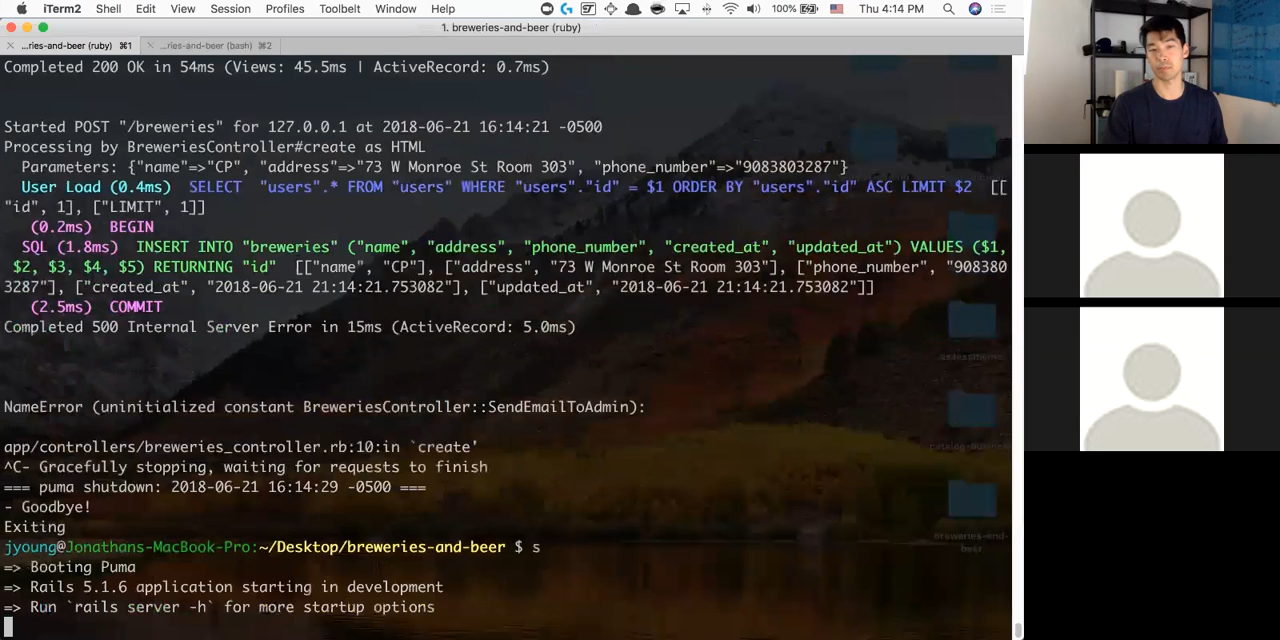 iTerm2 Shell Edit View Session Profiles Toolbelt Window Help 100% Thu 4:14 PM
1. breweries-and-beer (ruby)
...ries-and-beer (ruby) ⌘1 ...ries-and-beer (bash) ⌘2
Completed 200 OK in 54ms (Views: 45.5ms | ActiveRecord: 0.7ms)
Started POST "/breweries" for 127.0.0.1 at 2018-06-21 16:14:21 -0500
Processing by BreweriesController#create as HTML
Parameters: {"name"=>"CP", "address"=>"73 W Monroe St Room 303", "phone_number"=>"9083803287"}
User Load (0.4ms) SELECT "users".* FROM "users" WHERE "users"."id" = $1 ORDER BY "users"."id" ASC LIMIT $2 [[
"id", 1], ["LIMIT", 1]]
(0.2ms) BEGIN
SQL (1.8ms) INSERT INTO "breweries" ("name", "address", "phone_number", "created_at", "updated_at") VALUES ($1,
$2, $3, $4, $5) RETURNING "id" [["name", "CP"], ["address", "73 W Monroe St Room 303"], ["phone_number", "908380
3287"], ["created_at", "2018-06-21 21:14:21.753082"], ["updated_at", "2018-06-21 21:14:21.753082"]]
(2.5ms) COMMIT
Completed 500 Internal Server Error in 15ms (ActiveRecord: 5.0ms)
NameError (uninitialized constant BreweriesController::SendEmailToAdmin):
app/controllers/breweries_controller.rb:10:in `create'
^C- Gracefully stopping, waiting for requests to finish
=== puma shutdown: 2018-06-21 16:14:29 -0500 ===
- Goodbye!
Exiting
jyoung@Jonathans-MacBook-Pro:~/Desktop/breweries-and-beer $ s
=> Booting Puma
=> Rails 5.1.6 application starting in development
=> Run `rails server -h` for more startup options
breweries-and-
beer